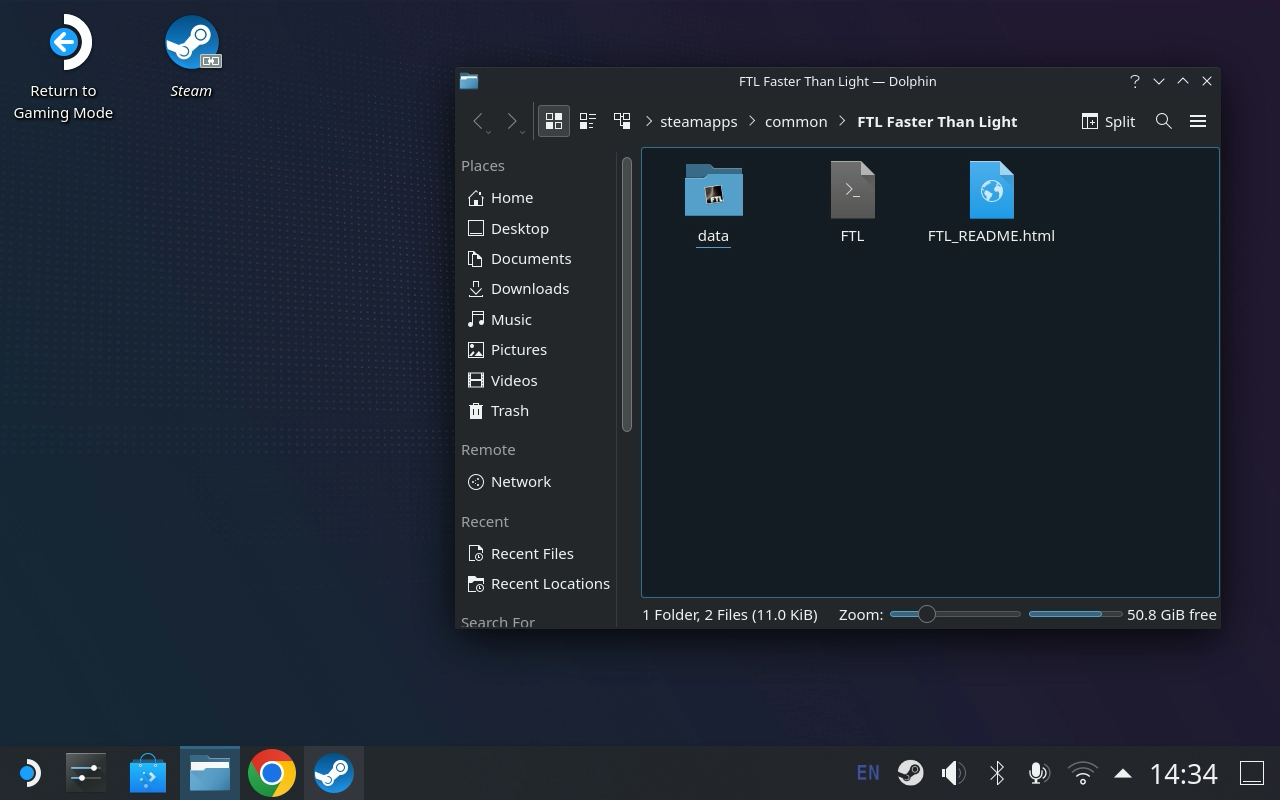 Return to
Gaming Mode
Steam
FTL Faster Than Light — Dolphin
steamapps
common
FTL Faster Than Light
Split
Places
Home
Desktop
Documents
Downloads
Music
Pictures
Videos
Trash
Remote
Network
Recent
Recent Files
Recent Locations
Search For
data
FTL
FTL_README.html
1 Folder, 2 Files (11.0 KiB)
Zoom:
50.8 GiB free
EN
14:34